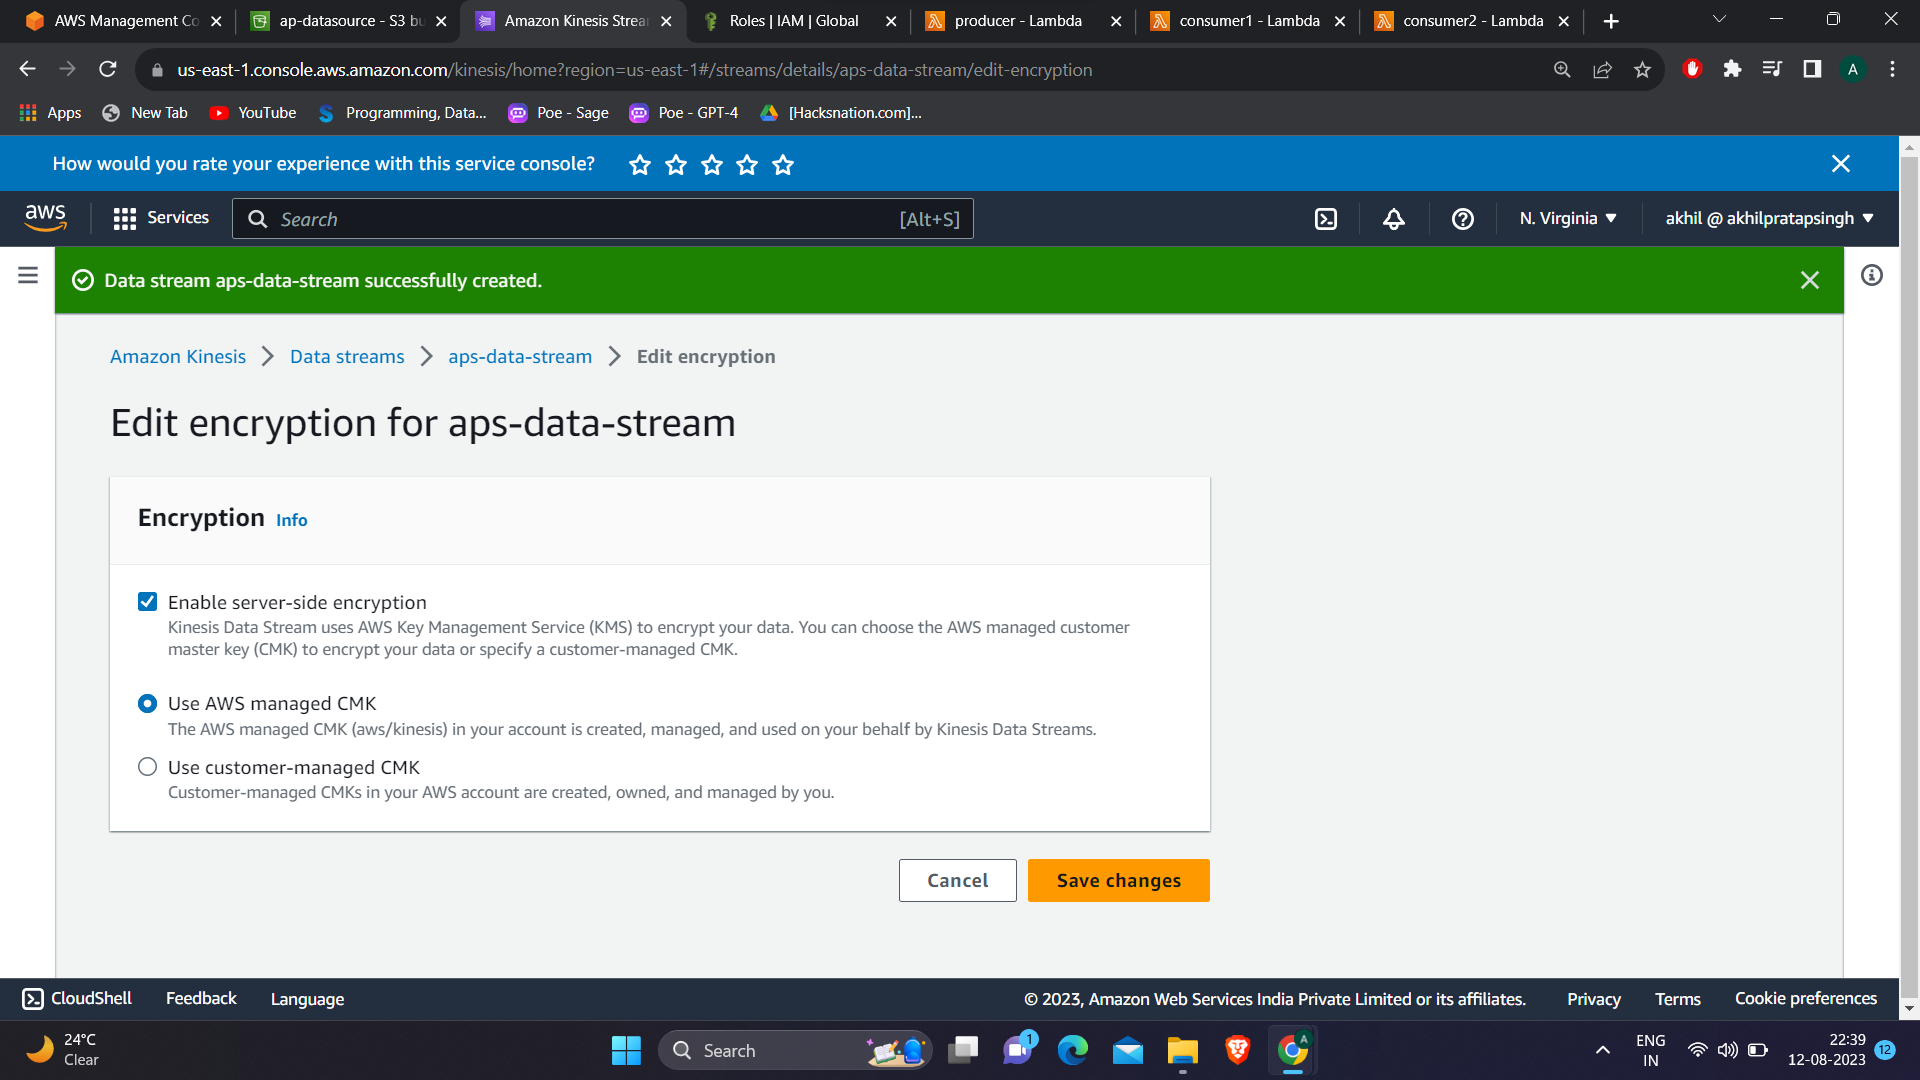 AWS Management Co
ap-datasource - S3 bu
Amazon Kinesis Strea
Roles | IAM | Global
producer - Lambda
consumer1 - Lambda
consumer2 - Lambda
us-east-1.console.aws.amazon.com/kinesis/home?region=us-east-1#/streams/details/aps-data-stream/edit-encryption
A
Apps
New Tab
YouTube
Programming, Data...
Poe - Sage
Poe - GPT-4
[Hacksnation.com]...
How would you rate your experience with this service console?
aws
Services
Search
[Alt+S]
N. Virginia
akhil @ akhilpratapsingh
Data stream aps-data-stream successfully created.
Amazon Kinesis
Data streams
aps-data-stream
Edit encryption
Edit encryption for aps-data-stream
Encryption Info
Enable server-side encryption
Kinesis Data Stream uses AWS Key Management Service (KMS) to encrypt your data. You can choose the AWS managed customer
master key (CMK) to encrypt your data or specify a customer-managed CMK.
Use AWS managed CMK
The AWS managed CMK (aws/kinesis) in your account is created, managed, and used on your behalf by Kinesis Data Streams.
Use customer-managed CMK
Customer-managed CMKs in your AWS account are created, owned, and managed by you.
Cancel
Save changes
CloudShell
Feedback
Language
© 2023, Amazon Web Services India Private Limited or its affiliates.
Privacy
Terms
Cookie preferences
24°C
Clear
Search
1
A
ENG
IN
22:39
12-08-2023
12